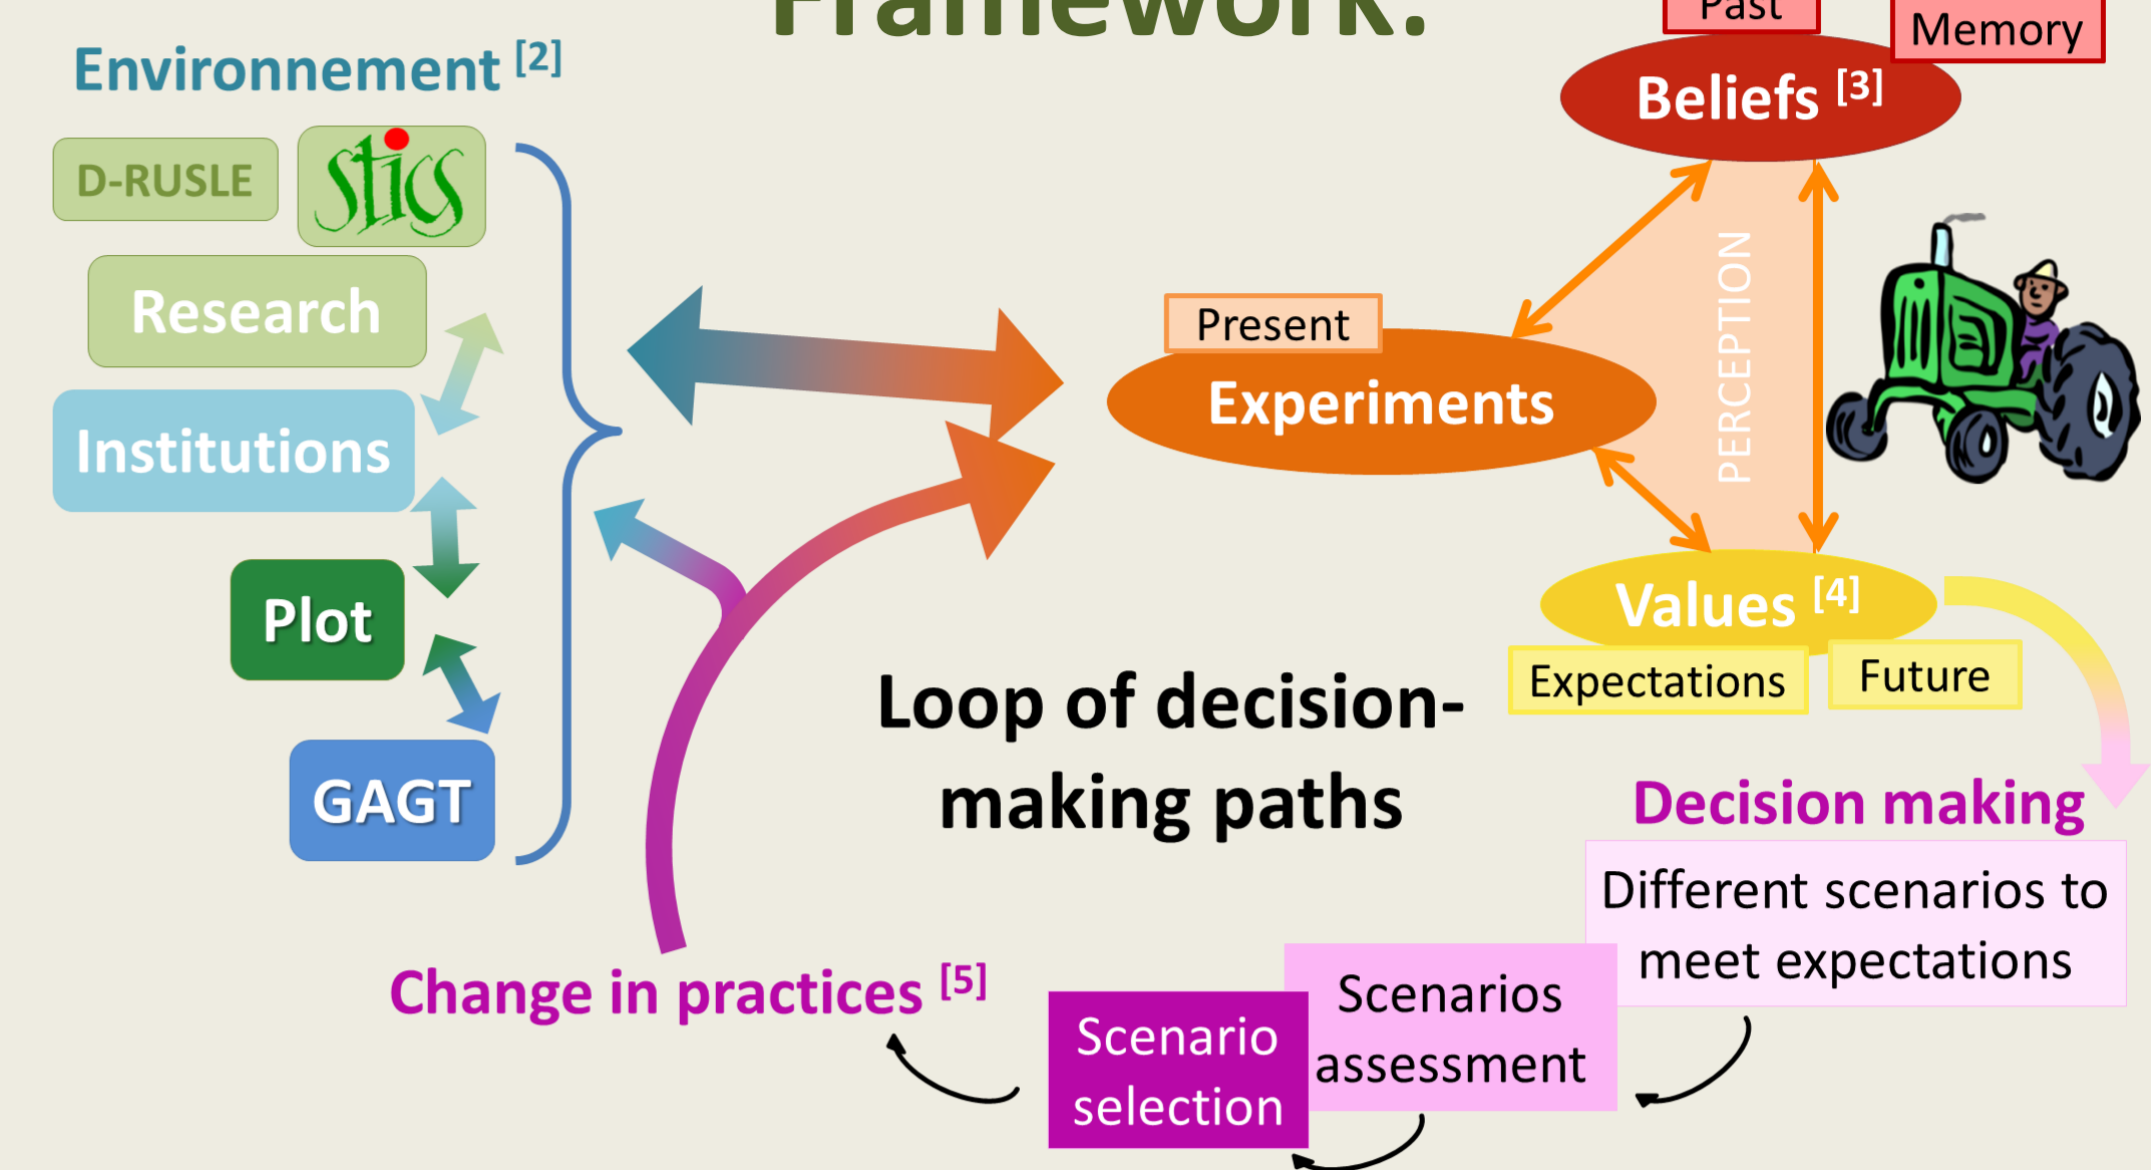 Framework:
Past
Memory
Environnement [2]
Beliefs [3]
D-RUSLE
stics
Research
Institutions
Plot
GAGT
Present
Experiments
PERCEPTION
Values [4]
Expectations
Future
Loop of decision-
making paths
Decision making
Different scenarios to
meet expectations
Scenarios
assessment
Scenario
selection
Change in practices [5]